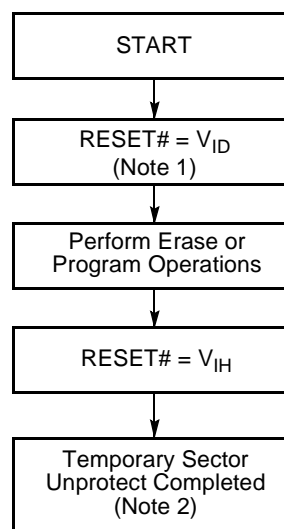 START
RESET# = VID
(Note 1)
Perform Erase or
Program Operations
RESET# = VIH
Temporary Sector
Unprotect Completed
(Note 2)